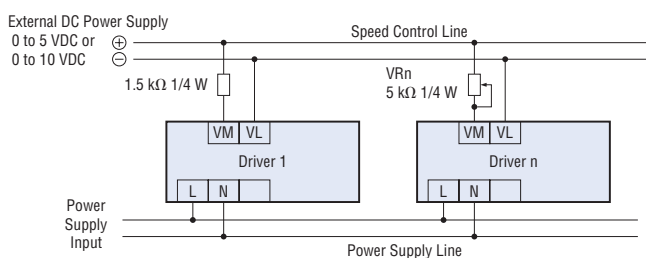 External DC Power Supply
0 to 5 VDC or ⊕
0 to 10 VDC ⊖
Speed Control Line
1.5 kΩ 1/4 W
VRn
5 kΩ 1/4 W
VM VL
Driver 1
L N
VM VL
Driver n
L N
Power
Supply
Input
Power Supply Line